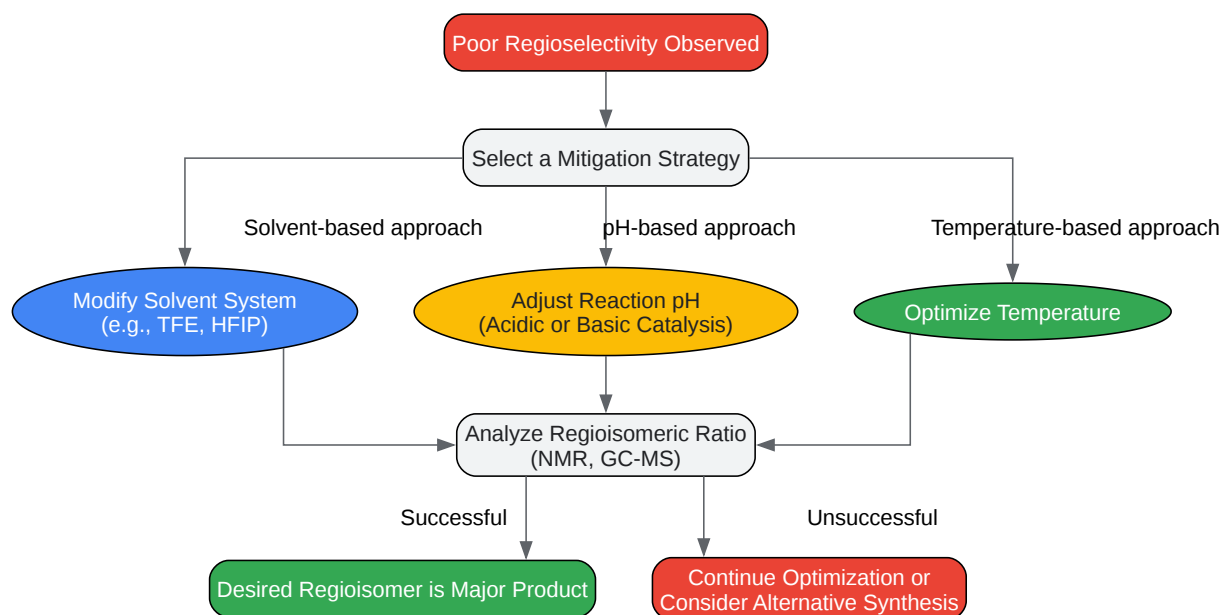 Poor Regioselectivity Observed
Select a Mitigation Strategy
Solvent-based approach
pH-based approach
Temperature-based approach
Modify Solvent System
(e.g., TFE, HFIP)
Adjust Reaction pH
(Acidic or Basic Catalysis)
Optimize Temperature
Analyze Regioisomeric Ratio
(NMR, GC-MS)
Successful
Unsuccessful
Desired Regioisomer is Major Product
Continue Optimization or
Consider Alternative Synthesis